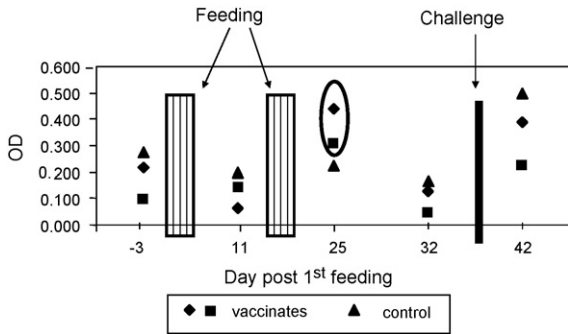 Feeding Challenge
0.600
0.500
0.400
0.300
0.200
0.100
0.000
OD
-3 11 25 32 42
Day post 1st feeding
vaccinates control